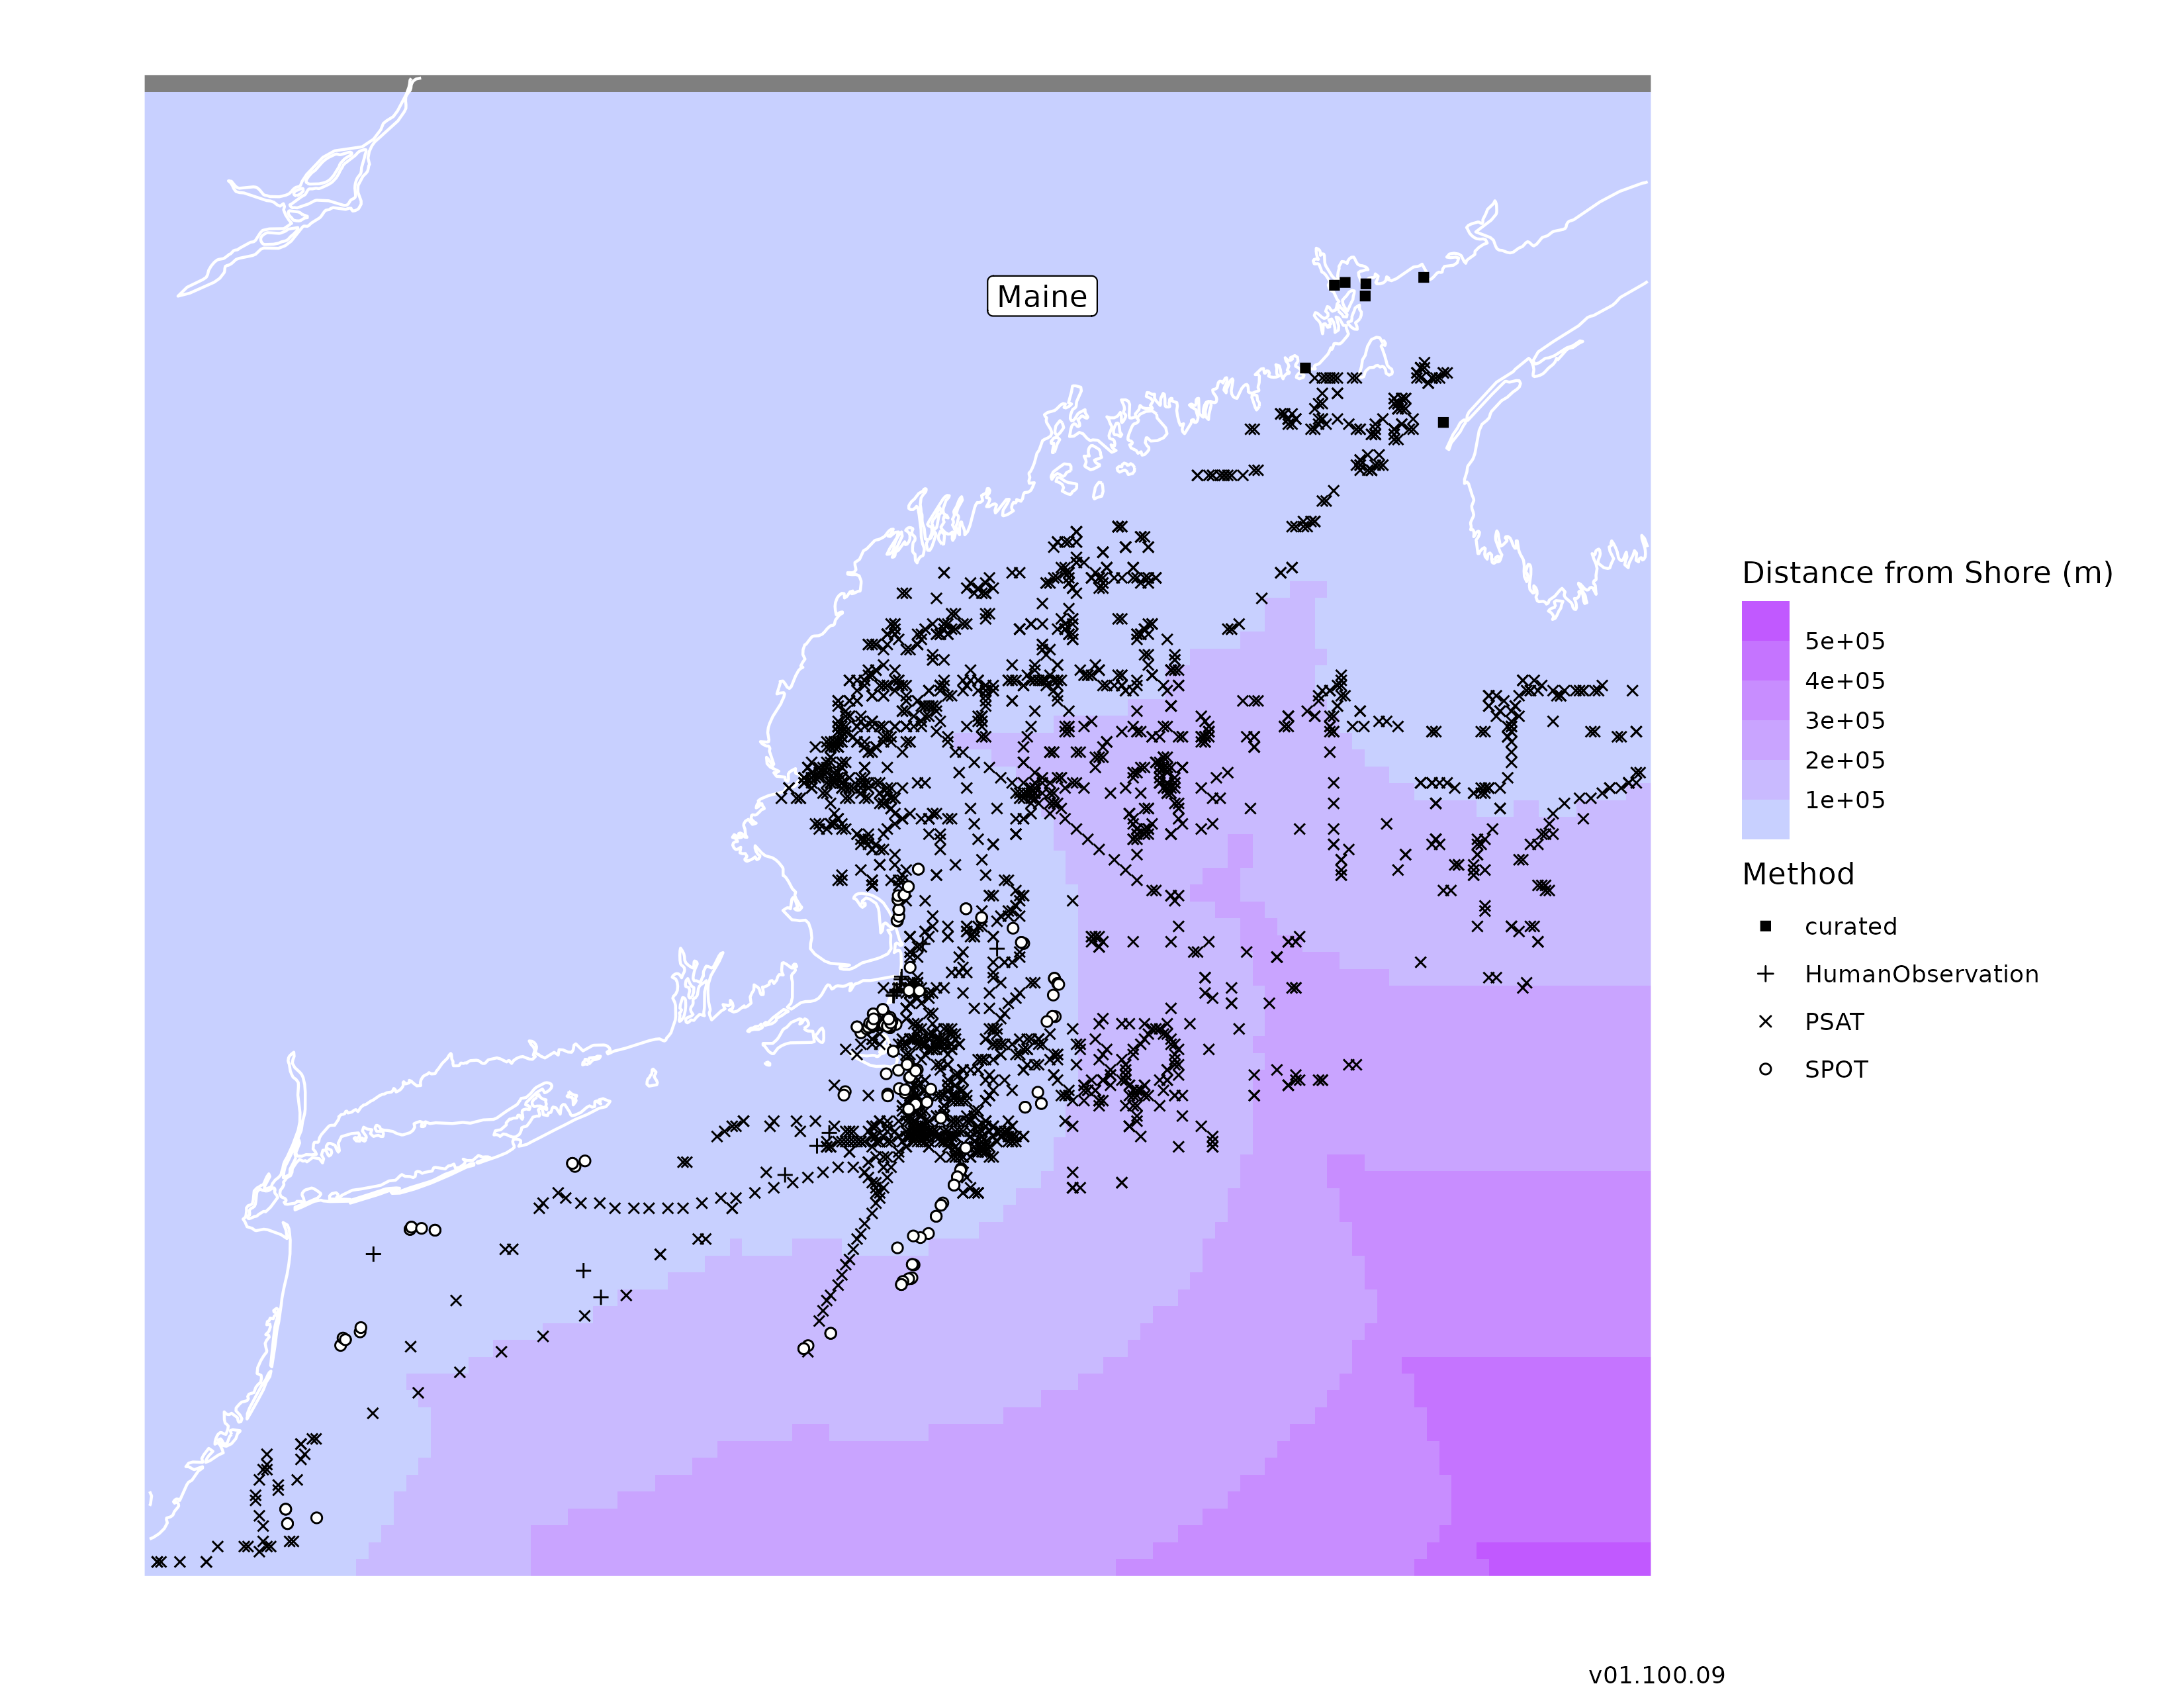 Maine
Distance from Shore (m)
5e+05
4e+05
3e+05
2e+05
1e+05
Method
curated
HumanObservation
PSAT
SPOT
v01.100.09